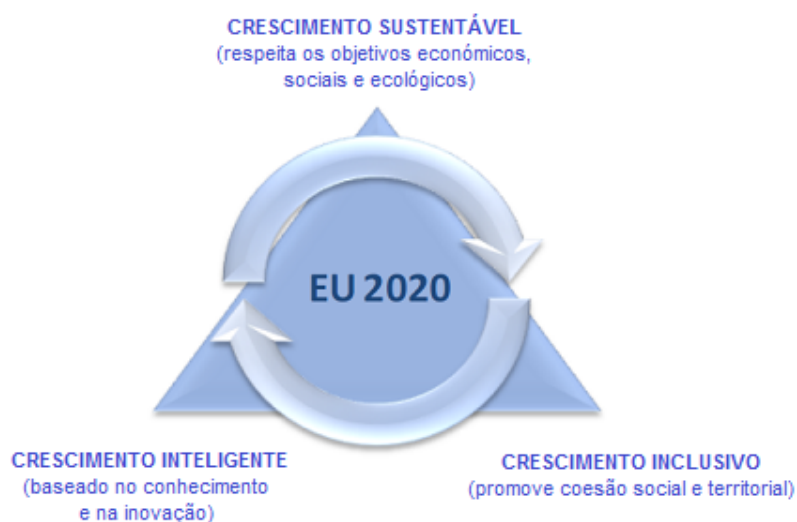 CRESCIMENTO SUSTENTÁVEL
(respeita os objetivos económicos,
sociais e ecológicos)
EU 2020
CRESCIMENTO INTELIGENTE
(baseado no conhecimento
e na inovação)
CRESCIMENTO INCLUSIVO
(promove coesão social e territorial)